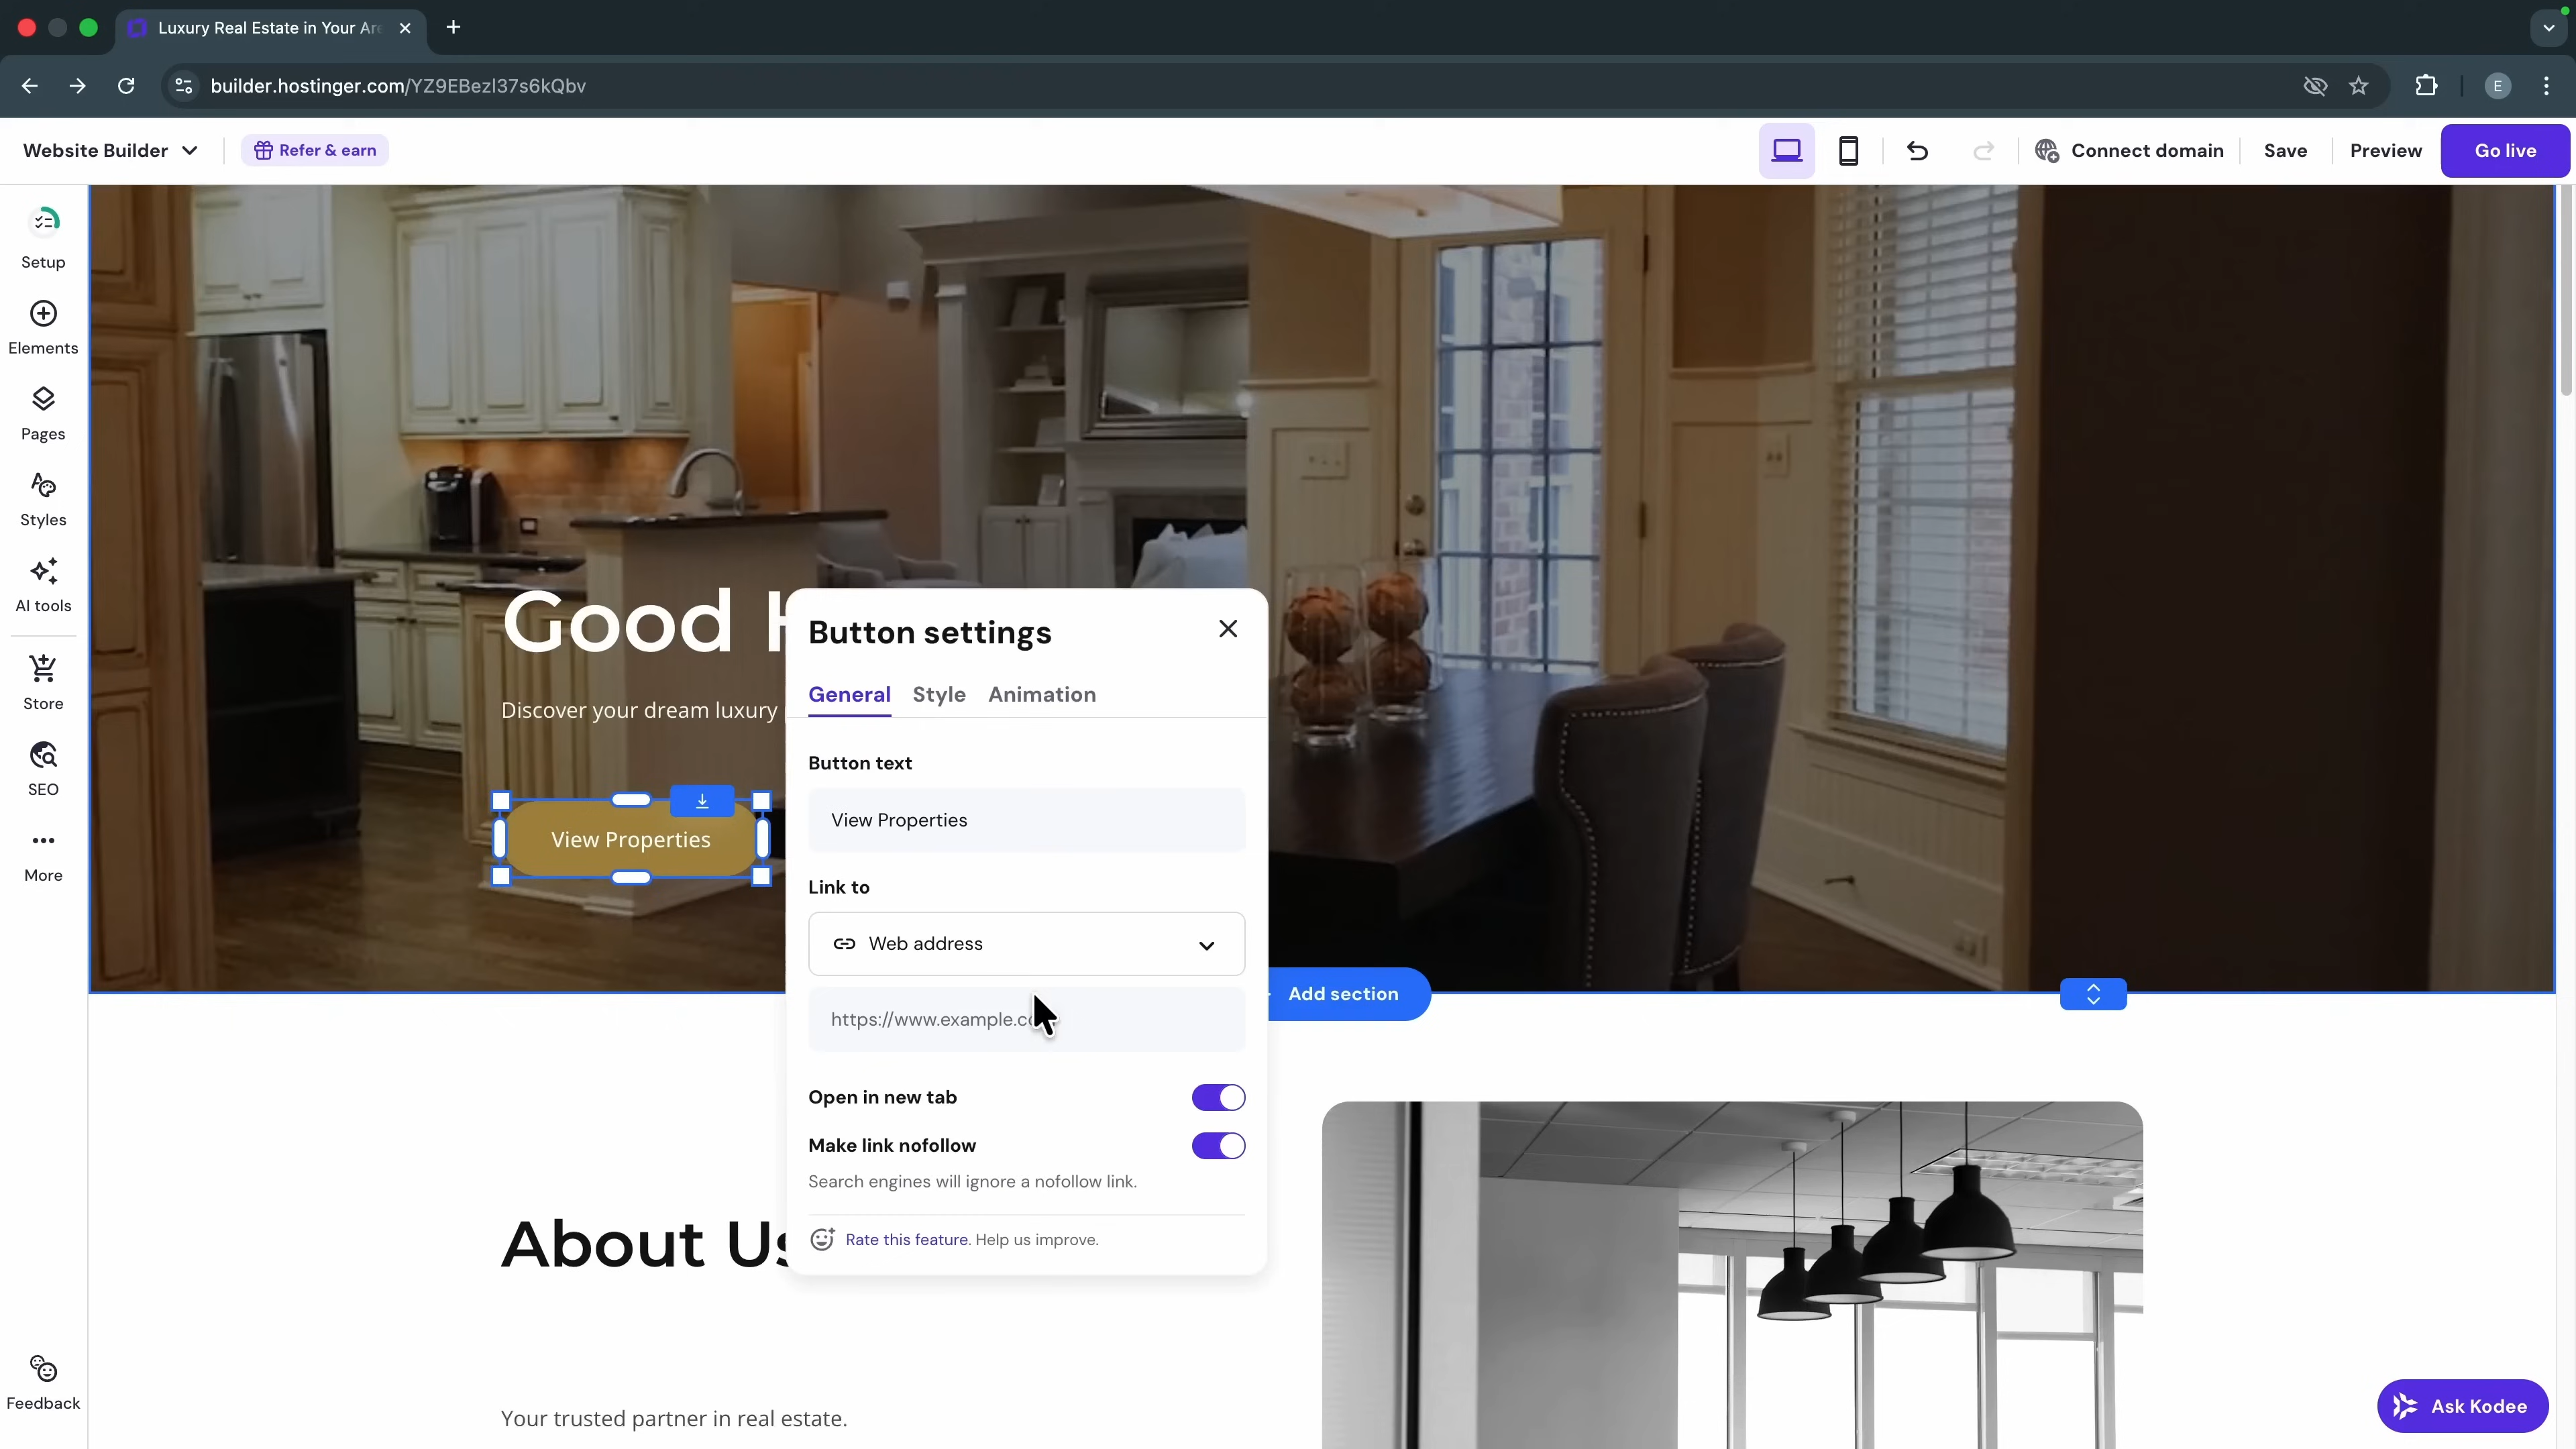 Luxury Real Estate in Your Are
builder.hostinger.com/YZ9EBezl37s6kQbv
E
Website Builder
Refer & earn
Connect domain
Save
Preview
Go live
Setup
Elements
Pages
Styles
AI tools
Store
SEO
More
Feedback
Good
Discover your dream luxury
View Properties
Button settings
General Style Animation
Button text
View Properties
Link to
Web address
https://www.example.c
Open in new tab
Make link nofollow
Search engines will ignore a nofollow link.
Rate this feature. Help us improve.
Add section
About Us
Your trusted partner in real estate.
Ask Kodee